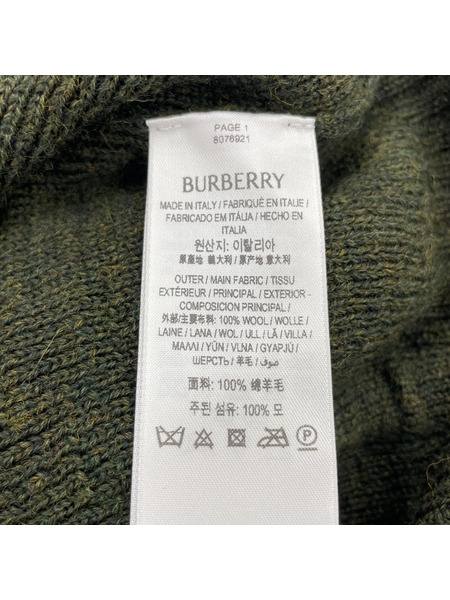 PAGE 1
8076921
BURBERRY
MADE IN ITALY / FABRIQUÉ EN ITALIE /
FABRICADO EM ITÁLIA / HECHO EN
ITALIA
원산지: 이탈리아
原產地 義大利 / 原产地 意大利
OUTER / MAIN FABRIC / TISSU
EXTÉRIEUR / PRINCIPAL / EXTERIOR-
COMPOSICION PRINCIPAL /
外部/主要布料: 100% WOOL / WOLLE /
LAINE / LANA / WOL / ULL / LÃ / VILLA /
ΜΑΛΛΙ / YÜN / VLNA / GYAPJÚ /
ШЕРСТЬ / 羊毛 / صوف
面料: 100% 绵羊毛
주된 섬유: 100% 모
P